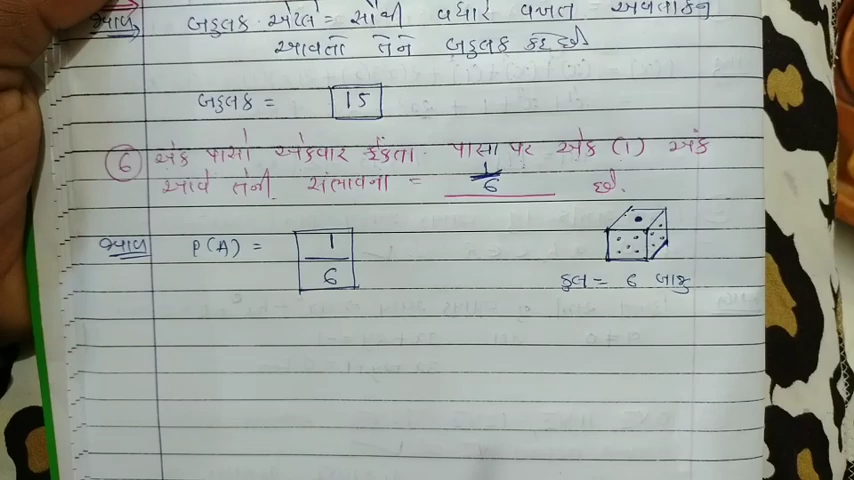 જવાબ બહુલક એટલે = સૌથી વધારે વખત અવલોકન
આવતો તેને બહુલક કહે છે
બહુલક = 15
6 એક પાસો એકવાર ફેંકતા પાસા પર એક (1) અંક
આવે તેની સંભાવના = 1/6 છે.
જવાબ P(A) = 1/6
કુલ = 6 બાજુ